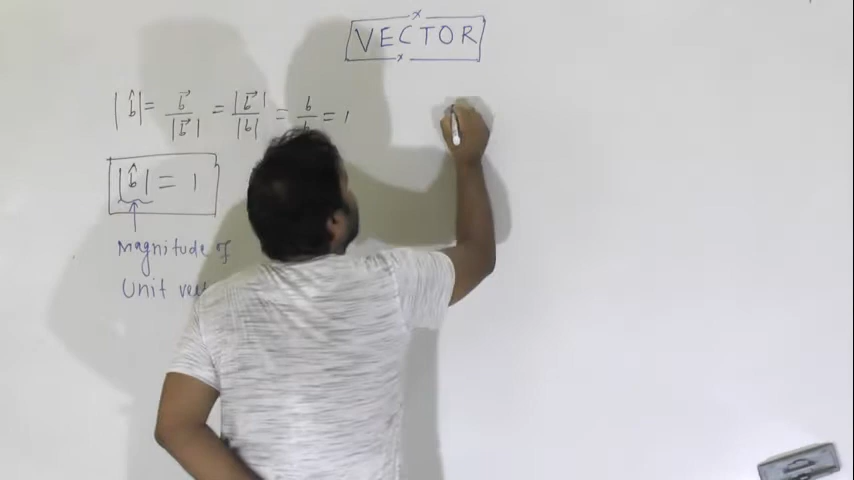 VECTOR
|b̂| = b⃗ / |b⃗| = |b⃗| / |b| = b / b = 1
|b̂| = 1
Magnitude of
Unit